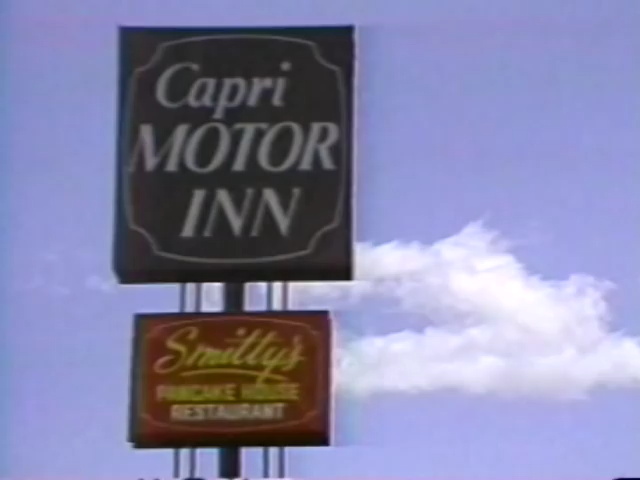 Capri
MOTOR
INN
Smitty's
PANCAKE HOUSE
RESTAURANT